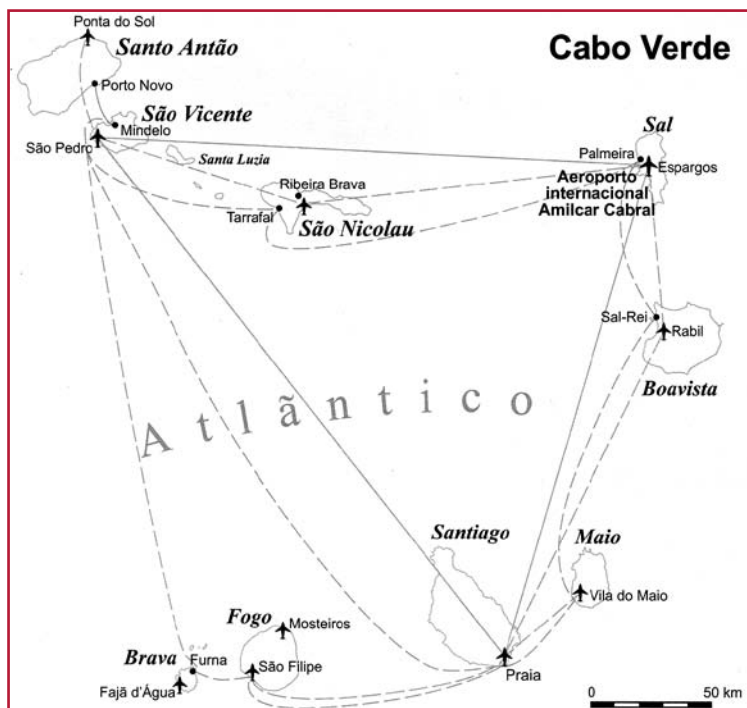 Ponta do Sol
Santo Antão
Cabo Verde
Porto Novo
São Vicente
Mindelo
São Pedro
Santa Luzia
Sal
Palmeira
Espargos
Aeroporto
internacional
Amilcar Cabral
Ribeira Brava
Tarrafal
São Nicolau
Sal-Rei
Rabil
Boavista
Atlãntico
Santiago
Maio
Vila do Maio
Fogo
Mosteiros
Brava
Furna
São Filipe
Fajã d'Água
Praia
0
50 km